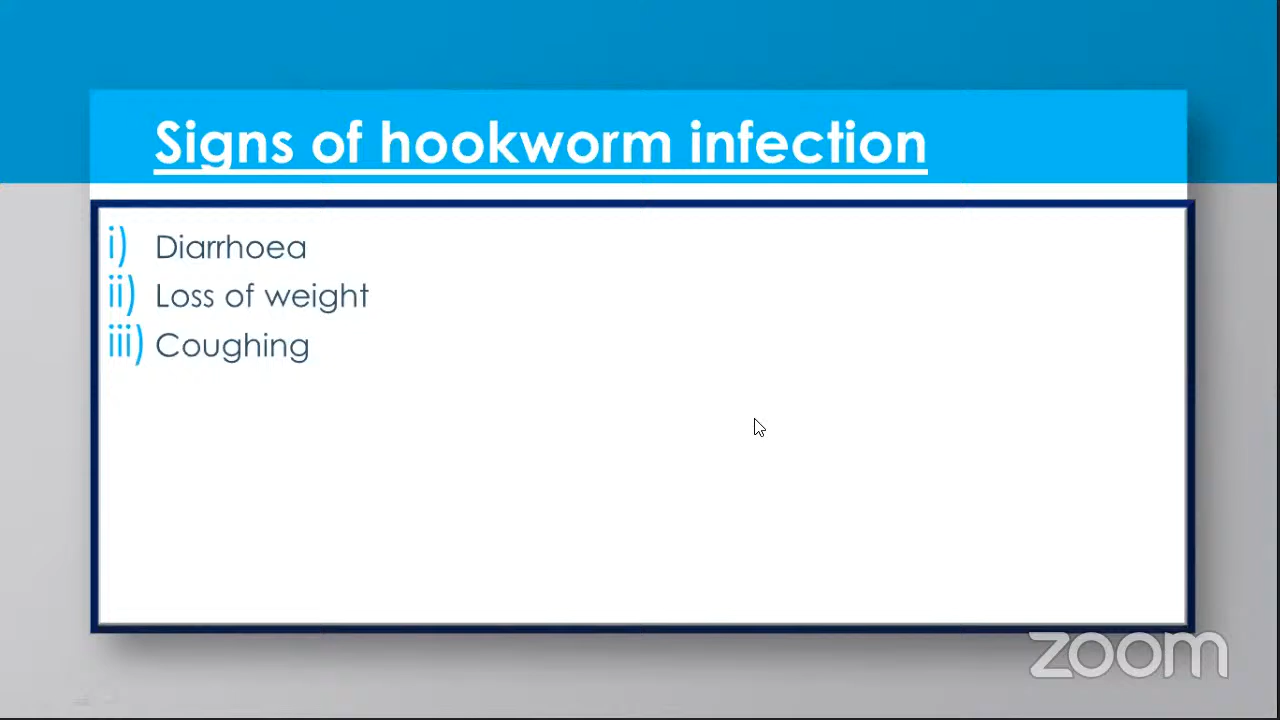 Signs of hookworm infection
i) Diarrhoea
ii) Loss of weight
iii) Coughing
zoom